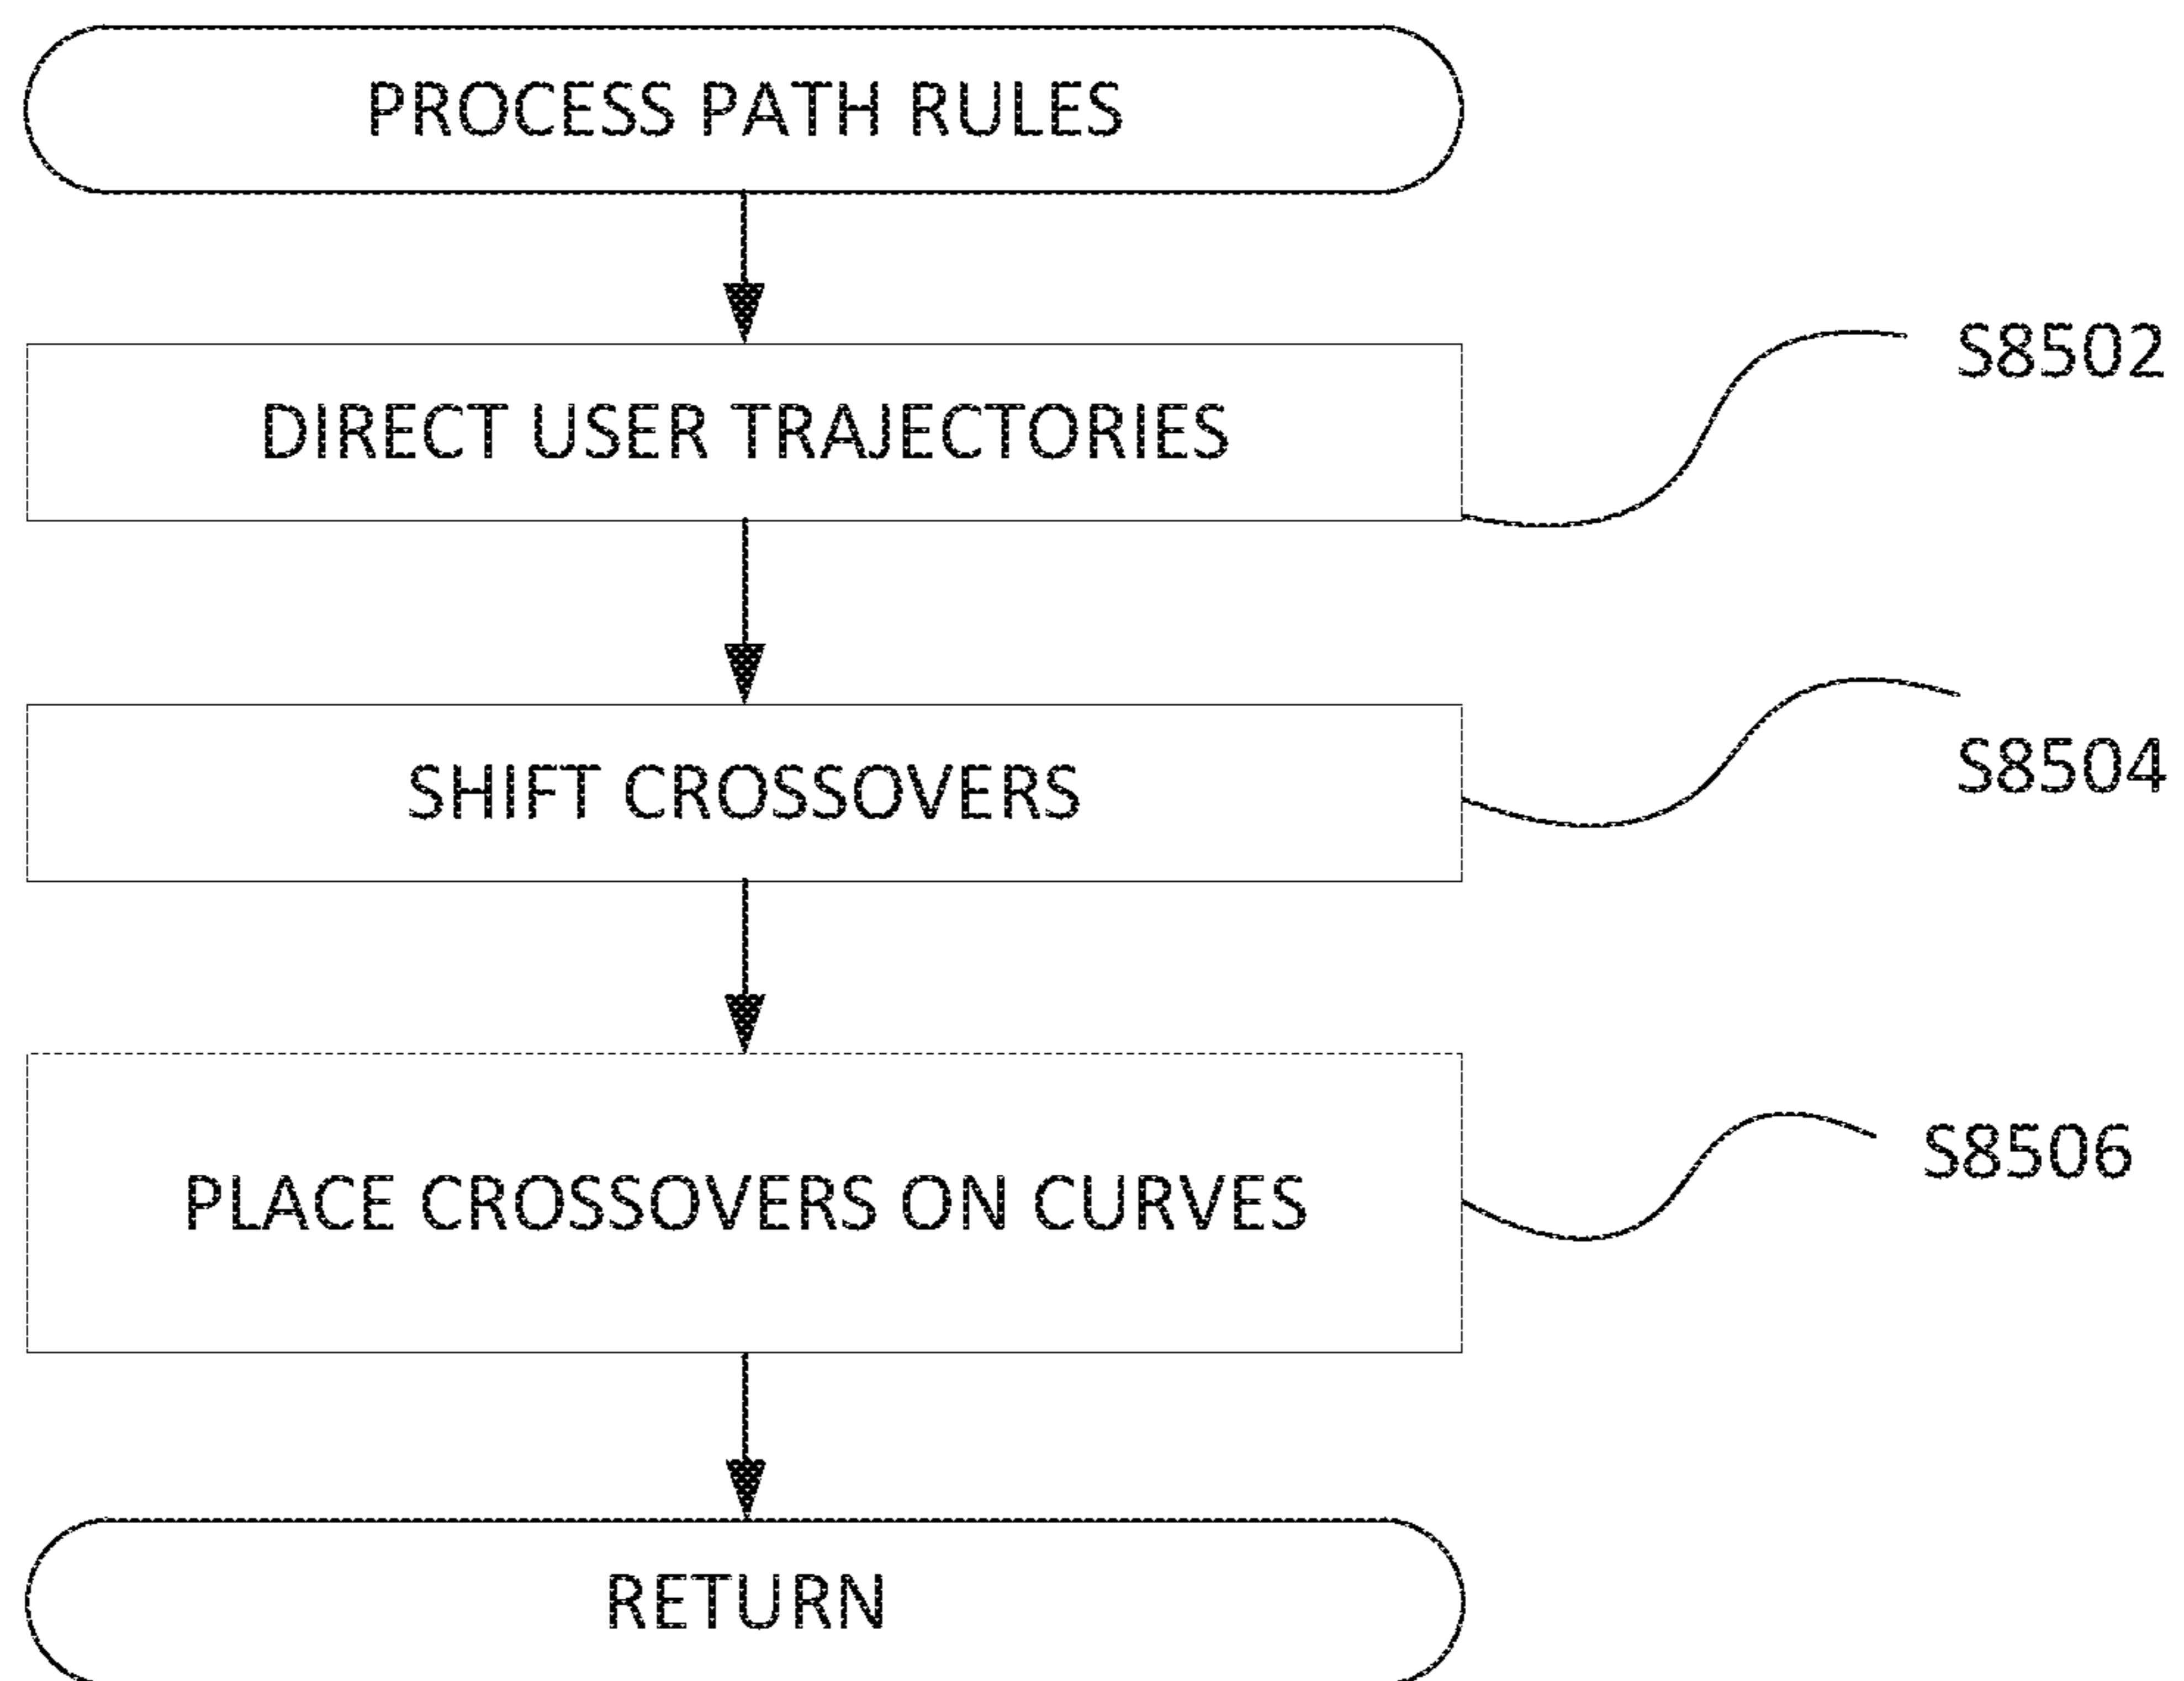 PROCESS PATH RULES
S8502
DIRECT USER TRAJECTORIES
SHIFT CROSSOVERS
S8504
PLACE CROSSOVERS ON CURVES
S8506
RETURN